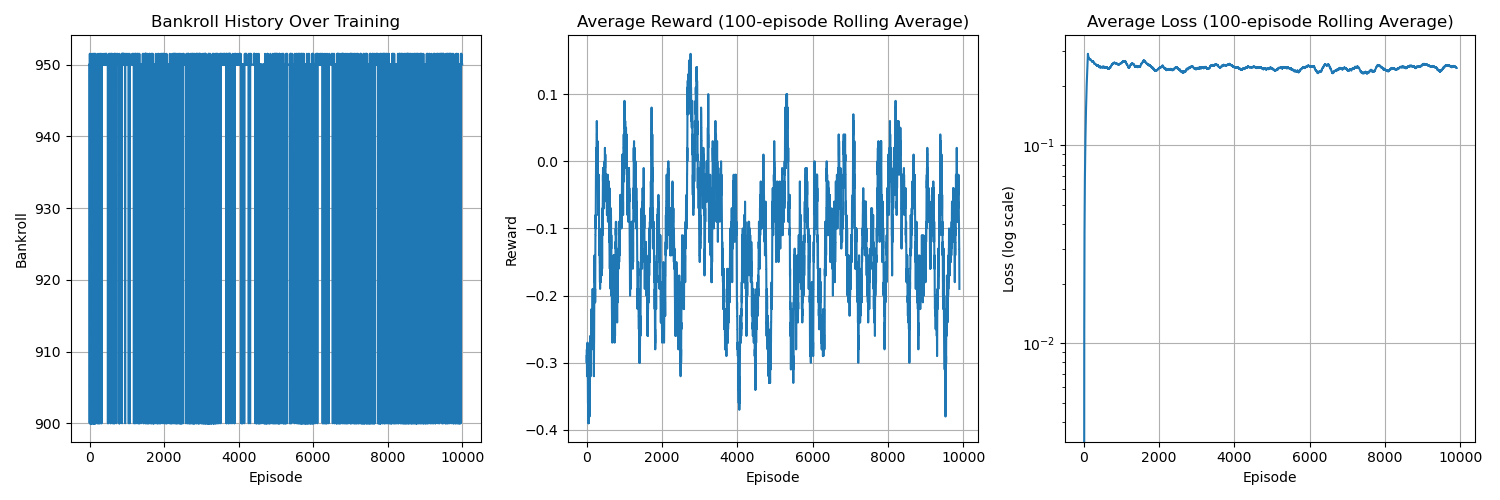 Bankroll History Over Training
Bankroll
950
940
930
920
910
900
0 2000 4000 6000 8000 10000
Episode
Average Reward (100-episode Rolling Average)
Reward
0.1
0.0
−0.1
−0.2
−0.3
−0.4
0 2000 4000 6000 8000 10000
Episode
Average Loss (100-episode Rolling Average)
Loss (log scale)
10⁻¹
10⁻²
0 2000 4000 6000 8000 10000
Episode